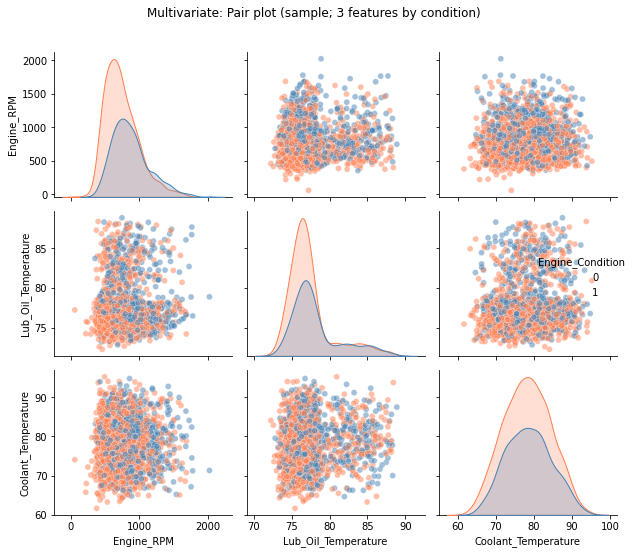 Multivariate: Pair plot (sample; 3 features by condition)
2000
1500
1000
500
0
Engine_RPM
85
80
75
Lub_Oil_Temperature
Engine_Condition
0
1
90
80
70
60
Coolant_Temperature
0 1000 2000
70 75 80 85 90
60 70 80 90 100
Engine_RPM
Lub_Oil_Temperature
Coolant_Temperature